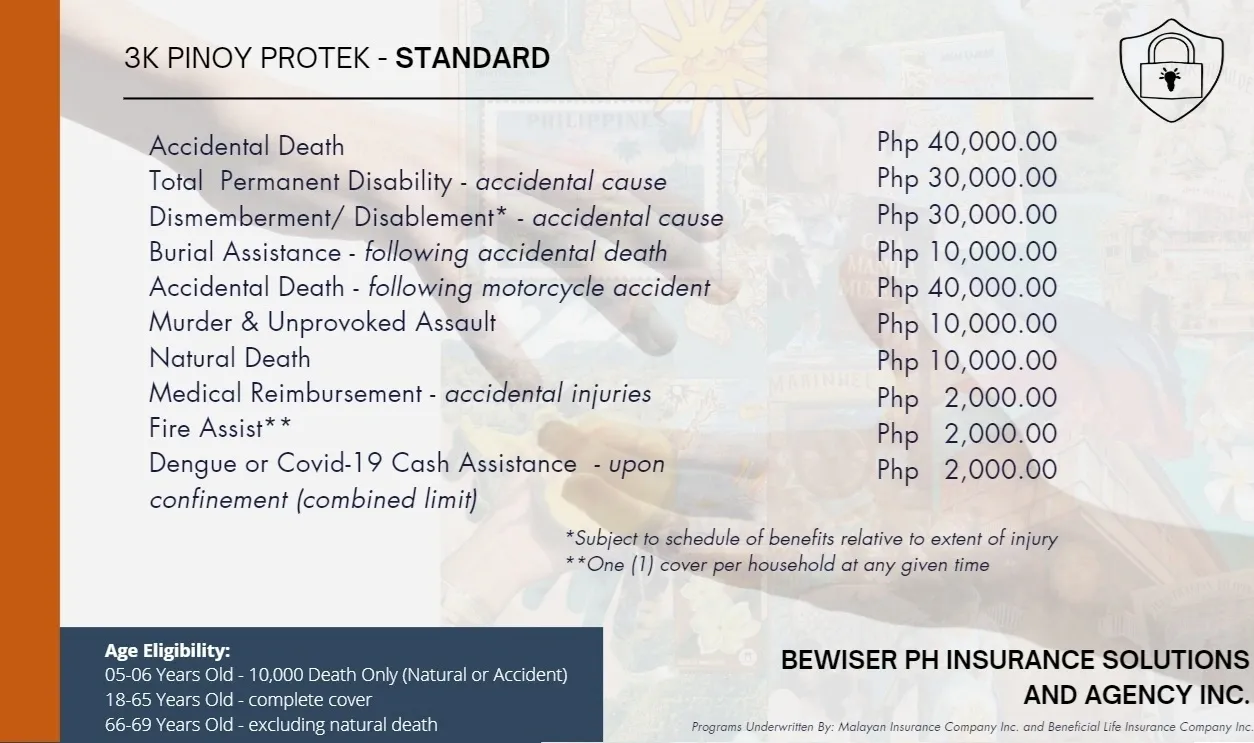 3K PINOY PROTEK - STANDARD
Accidental Death Php 40,000.00
Total Permanent Disability - accidental cause Php 30,000.00
Dismemberment/ Disablement* - accidental cause Php 30,000.00
Burial Assistance - following accidental death Php 10,000.00
Accidental Death - following motorcycle accident Php 40,000.00
Murder & Unprovoked Assault Php 10,000.00
Natural Death Php 10,000.00
Medical Reimbursement - accidental injuries Php 2,000.00
Fire Assist** Php 2,000.00
Dengue or Covid-19 Cash Assistance - upon Php 2,000.00
confinement (combined limit)
*Subject to schedule of benefits relative to extent of injury
**One (1) cover per household at any given time
Age Eligibility:
05-06 Years Old - 10,000 Death Only (Natural or Accident)
18-65 Years Old - complete cover
66-69 Years Old - excluding natural death
BEWISER PH INSURANCE SOLUTIONS
AND AGENCY INC.
Programs Underwritten By: Malayan Insurance Company Inc. and Beneficial Life Insurance Company Inc.
PHILIPPINES